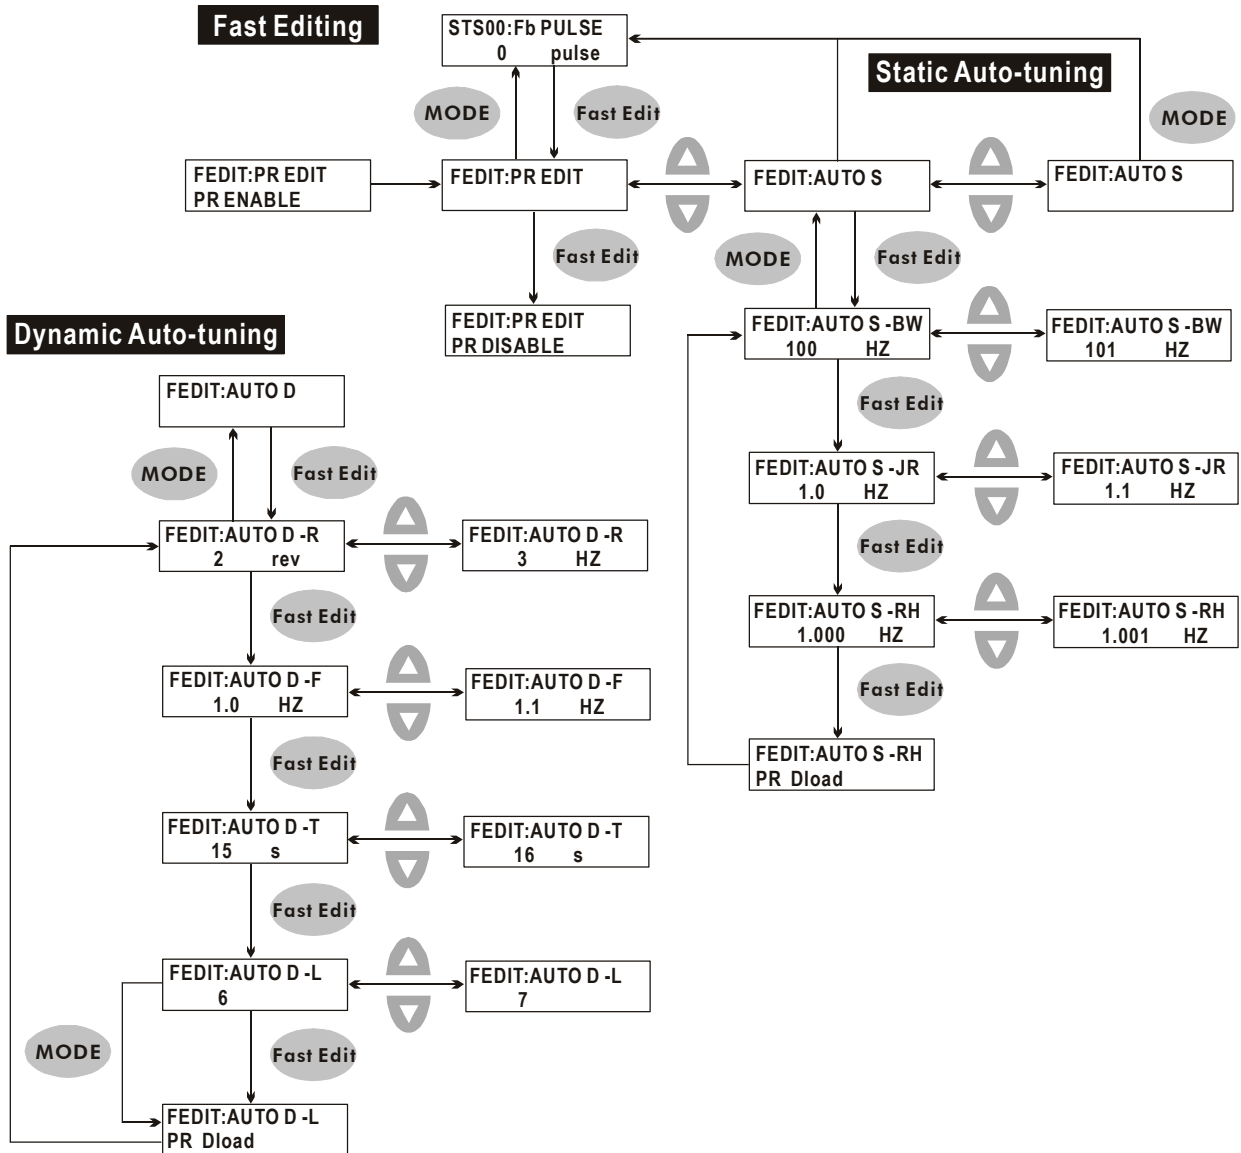 Fast Editing
STS00:Fb PULSE
0 pulse
Static Auto-tuning
MODE
Fast Edit
MODE
FEDIT:PR EDIT
PR ENABLE
FEDIT:PR EDIT
FEDIT:AUTO S
FEDIT:AUTO S
Fast Edit
MODE
Fast Edit
FEDIT:PR EDIT
PR DISABLE
FEDIT:AUTO S -BW
100 HZ
FEDIT:AUTO S -BW
101 HZ
Fast Edit
FEDIT:AUTO S -JR
1.0 HZ
FEDIT:AUTO S -JR
1.1 HZ
Fast Edit
FEDIT:AUTO S -RH
1.000 HZ
FEDIT:AUTO S -RH
1.001 HZ
Fast Edit
FEDIT:AUTO S -RH
PR Dload
Dynamic Auto-tuning
FEDIT:AUTO D
MODE
Fast Edit
FEDIT:AUTO D -R
2 rev
FEDIT:AUTO D -R
3 HZ
Fast Edit
FEDIT:AUTO D -F
1.0 HZ
FEDIT:AUTO D -F
1.1 HZ
Fast Edit
FEDIT:AUTO D -T
15 s
FEDIT:AUTO D -T
16 s
Fast Edit
FEDIT:AUTO D -L
6
FEDIT:AUTO D -L
7
MODE
Fast Edit
FEDIT:AUTO D -L
PR Dload